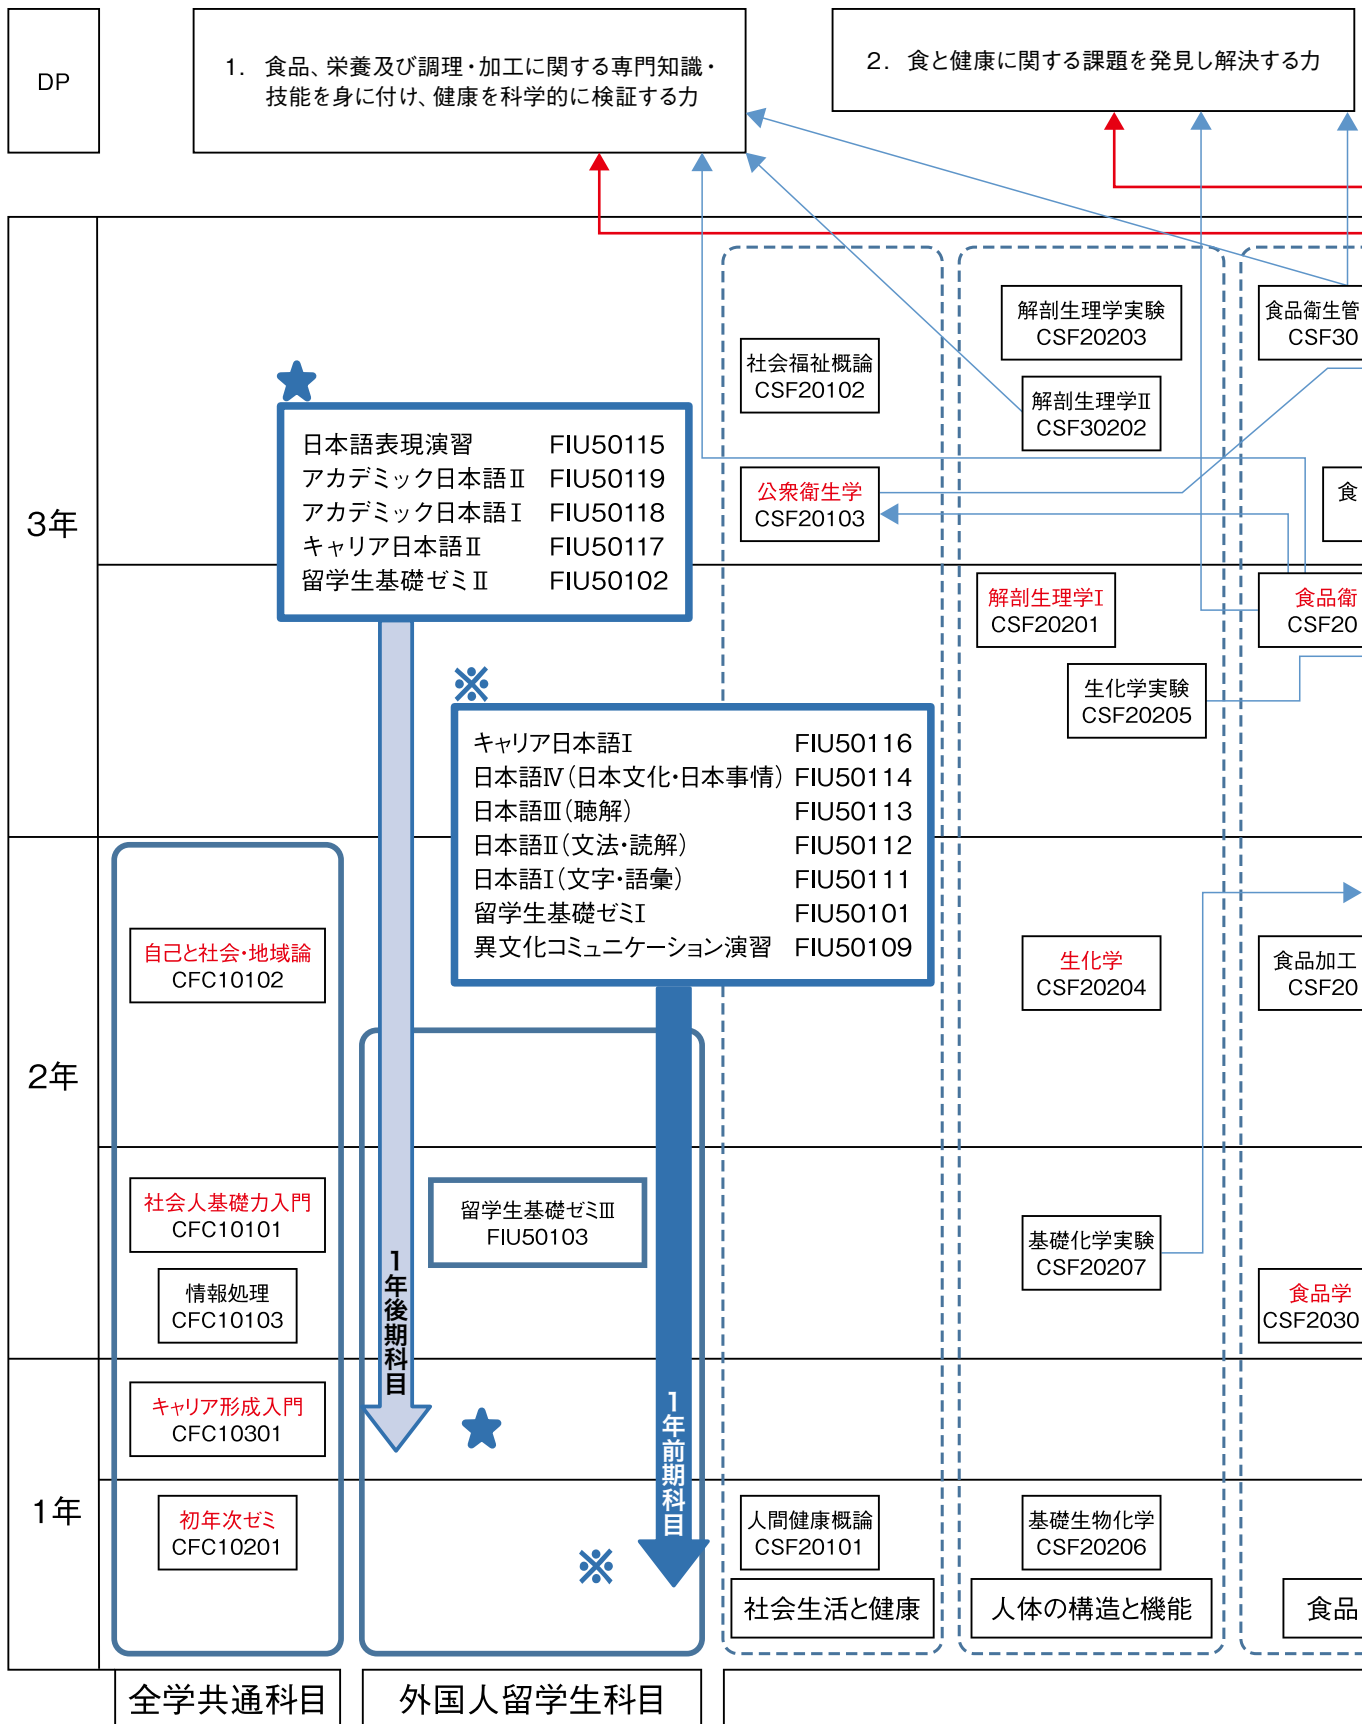 DP
1. 食品、栄養及び調理・加工に関する専門知識・
技能を身に付け、健康を科学的に検証する力
2. 食と健康に関する課題を発見し解決する力
3年
★
日本語表現演習 FIU50115
アカデミック日本語Ⅱ FIU50119
アカデミック日本語Ⅰ FIU50118
キャリア日本語Ⅱ FIU50117
留学生基礎ゼミⅡ FIU50102
社会福祉概論
CSF20102
公衆衛生学
CSF20103
解剖生理学実験
CSF20203
解剖生理学Ⅱ
CSF30202
食品衛生管
CSF30
食
解剖生理学Ⅰ
CSF20201
生化学実験
CSF20205
食品衛
CSF20
※
キャリア日本語Ⅰ FIU50116
日本語Ⅳ(日本文化・日本事情) FIU50114
日本語Ⅲ(聴解) FIU50113
日本語Ⅱ(文法・読解) FIU50112
日本語Ⅰ(文字・語彙) FIU50111
留学生基礎ゼミⅠ FIU50101
異文化コミュニケーション演習 FIU50109
2年
自己と社会・地域論
CFC10102
生化学
CSF20204
食品加工
CSF20
社会人基礎力入門
CFC10101
情報処理
CFC10103
留学生基礎ゼミⅢ
FIU50103
基礎化学実験
CSF20207
食品学
CSF2030
1年後期科目
1年前期科目
1年
キャリア形成入門
CFC10301
★
初年次ゼミ
CFC10201
※
人間健康概論
CSF20101
基礎生物化学
CSF20206
社会生活と健康
人体の構造と機能
食品
全学共通科目
外国人留学生科目